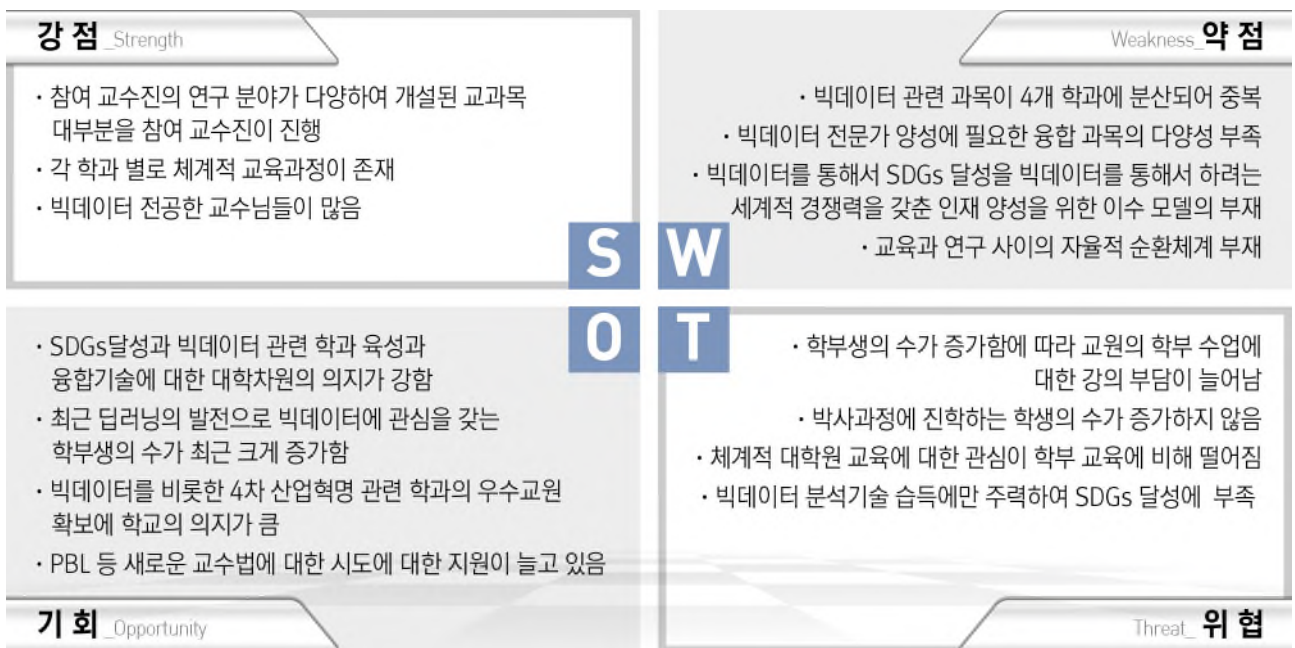 강 점 _Strength
· 참여 교수진의 연구 분야가 다양하여 개설된 교과목
대부분을 참여 교수진이 진행
· 각 학과 별로 체계적 교육과정이 존재
· 빅데이터 전공한 교수님들이 많음
S
Weakness_약 점
· 빅데이터 관련 과목이 4개 학과에 분산되어 중복
· 빅데이터 전문가 양성에 필요한 융합 과목의 다양성 부족
· 빅데이터를 통해서 SDGs 달성을 빅데이터를 통해서 하려는
세계적 경쟁력을 갖춘 인재 양성을 위한 이수 모델의 부재
· 교육과 연구 사이의 자율적 순환체계 부재
W
O
· SDGs달성과 빅데이터 관련 학과 육성과
융합기술에 대한 대학차원의 의지가 강함
· 최근 딥러닝의 발전으로 빅데이터에 관심을 갖는
학부생의 수가 최근 크게 증가함
· 빅데이터를 비롯한 4차 산업혁명 관련 학과의 우수교원
확보에 학교의 의지가 큼
· PBL 등 새로운 교수법에 대한 시도에 대한 지원이 늘고 있음
기 회 _Opportunity
T
· 학부생의 수가 증가함에 따라 교원의 학부 수업에
대한 강의 부담이 늘어남
· 박사과정에 진학하는 학생의 수가 증가하지 않음
· 체계적 대학원 교육에 대한 관심이 학부 교육에 비해 떨어짐
· 빅데이터 분석기술 습득에만 주력하여 SDGs 달성에 부족
Threat_ 위 협